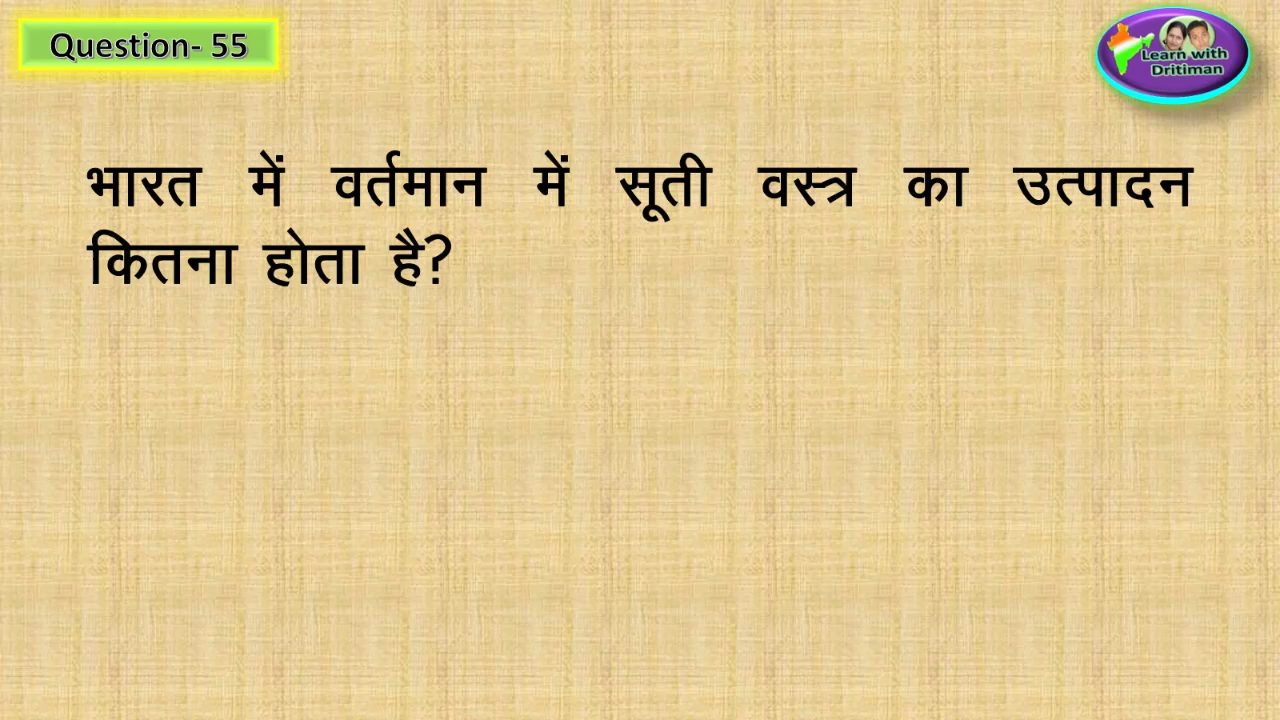 Question- 55
Learn with
Dritiman
भारत में वर्तमान में सूती वस्त्र का उत्पादन
कितना होता है?